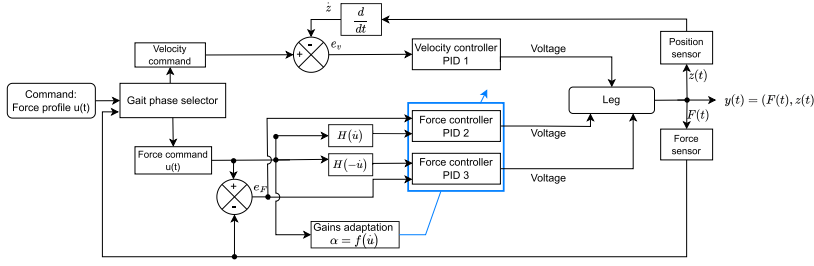 ż
d
dt
-
+
e_v
Velocity
command
Velocity controller
PID 1
Voltage
Position
sensor
z(t)
Command:
Force profile u(t)
Gait phase selector
Leg
y(t) = (F(t), z(t)
F(t)
Force controller
PID 2
Voltage
H(u̇)
Force
sensor
Force command
u(t)
H(-u̇)
Force controller
PID 3
Voltage
+
-
e_F
Gains adaptation
α = f(u̇)